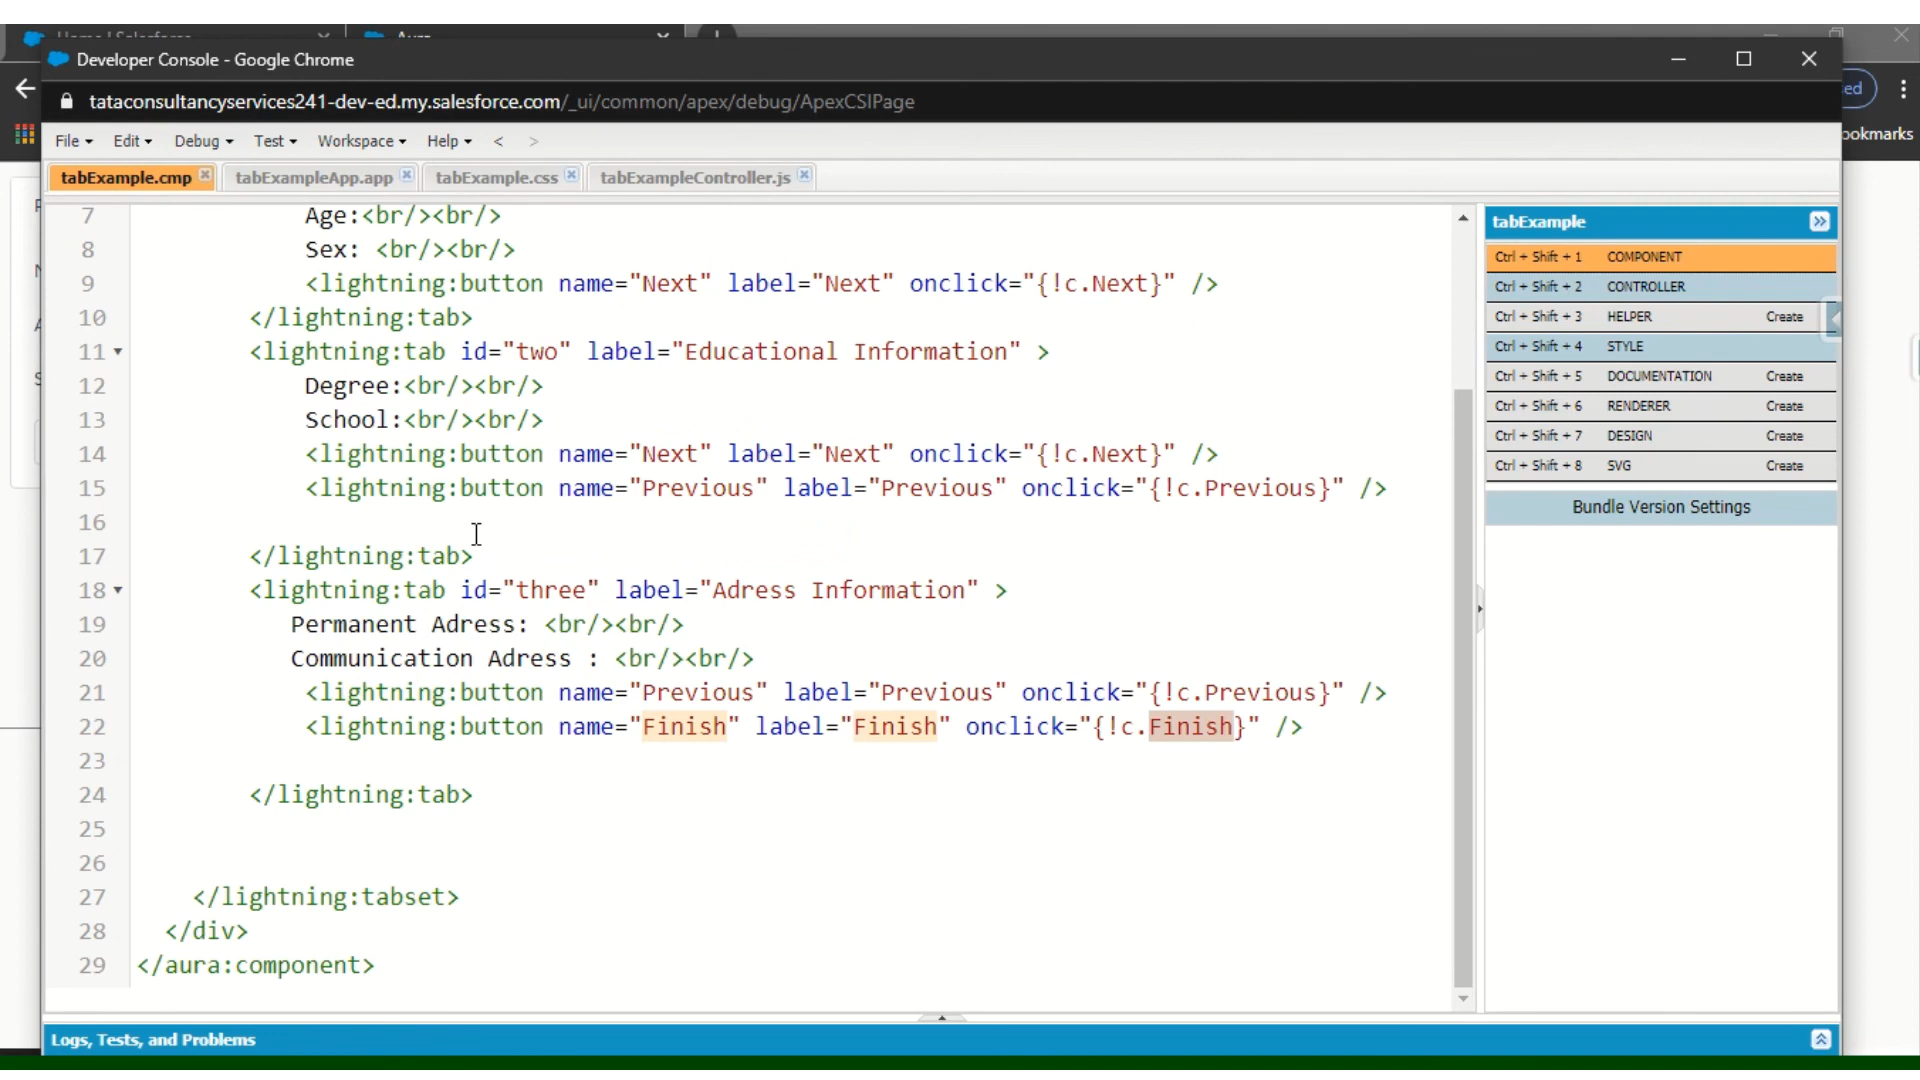 Aura
Developer Console - Google Chrome
tataconsultancyservices241-dev-ed.my.salesforce.com/_ui/common/apex/debug/ApexCSIPage
ed
ookmarks
File Edit Debug Test Workspace Help < >
tabExample.cmp tabExampleApp.app tabExample.css tabExampleController.js
7 Age:<br/><br/>
8 Sex: <br/><br/>
9 <lightning:button name="Next" label="Next" onclick="{!c.Next}" />
10 </lightning:tab>
11 <lightning:tab id="two" label="Educational Information" >
12 Degree:<br/><br/>
13 School:<br/><br/>
14 <lightning:button name="Next" label="Next" onclick="{!c.Next}" />
15 <lightning:button name="Previous" label="Previous" onclick="{!c.Previous}" />
16
17 </lightning:tab>
18 <lightning:tab id="three" label="Adress Information" >
19 Permanent Adress: <br/><br/>
20 Communication Adress : <br/><br/>
21 <lightning:button name="Previous" label="Previous" onclick="{!c.Previous}" />
22 <lightning:button name="Finish" label="Finish" onclick="{!c.Finish}" />
23
24 </lightning:tab>
25
26
27 </lightning:tabset>
28 </div>
29 </aura:component>
tabExample
Ctrl + Shift + 1 COMPONENT
Ctrl + Shift + 2 CONTROLLER
Ctrl + Shift + 3 HELPER Create
Ctrl + Shift + 4 STYLE
Ctrl + Shift + 5 DOCUMENTATION Create
Ctrl + Shift + 6 RENDERER Create
Ctrl + Shift + 7 DESIGN Create
Ctrl + Shift + 8 SVG Create
Bundle Version Settings
Logs, Tests, and Problems